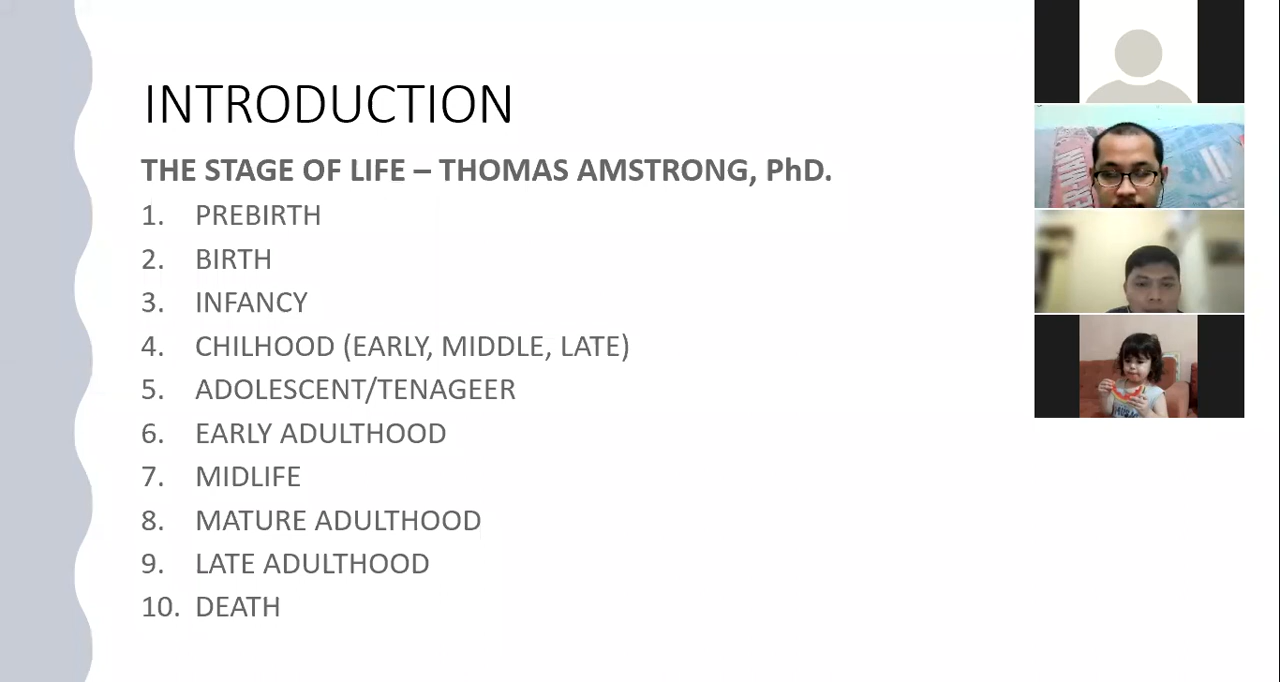 INTRODUCTION
THE STAGE OF LIFE – THOMAS AMSTRONG, PhD.
1. PREBIRTH
2. BIRTH
3. INFANCY
4. CHILHOOD (EARLY, MIDDLE, LATE)
5. ADOLESCENT/TENAGEER
6. EARLY ADULTHOOD
7. MIDLIFE
8. MATURE ADULTHOOD
9. LATE ADULTHOOD
10. DEATH